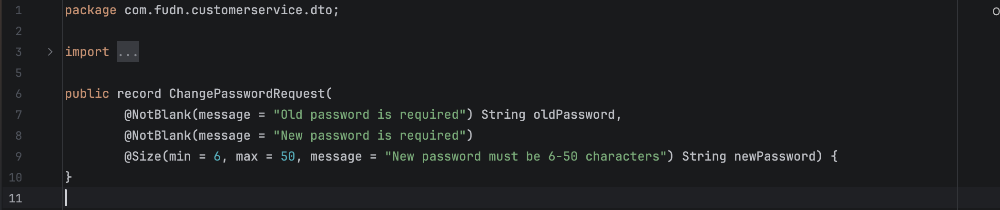 1 package com.fudn.customerservice.dto;
2
3 > import ...
5
6 public record ChangePasswordRequest(
7 @NotBlank(message = "Old password is required") String oldPassword,
8 @NotBlank(message = "New password is required")
9 @Size(min = 6, max = 50, message = "New password must be 6-50 characters") String newPassword) {
10 }
11